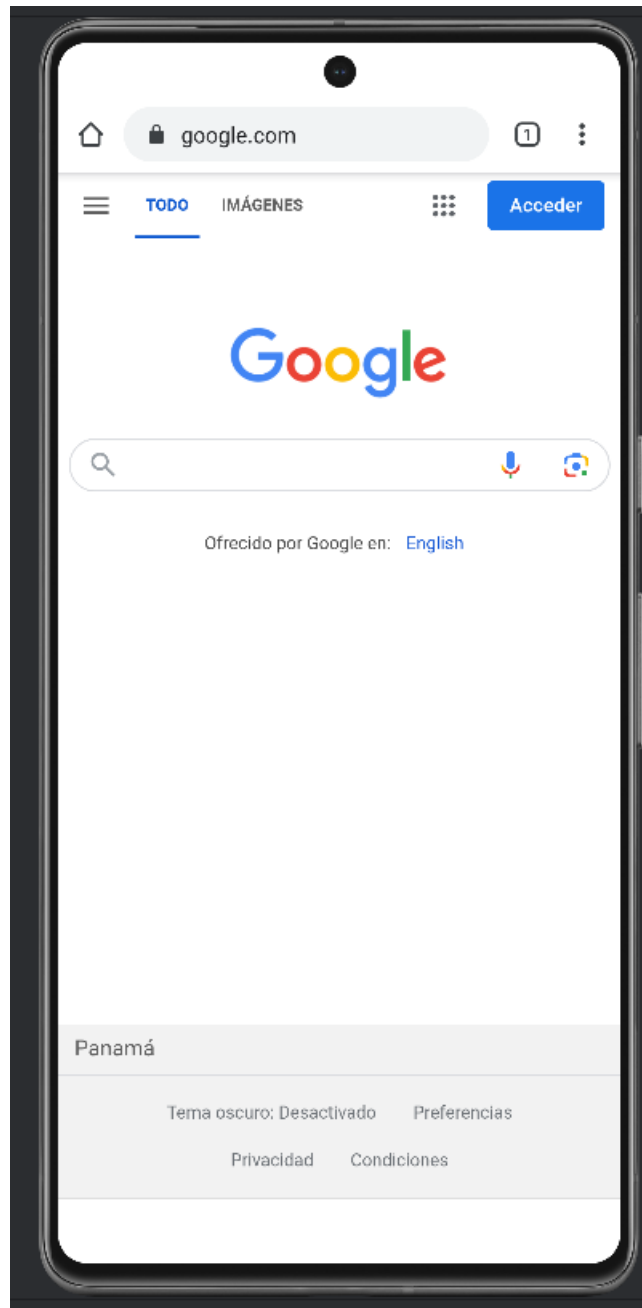 google.com 1
TODO IMÁGENES Acceder
Google
Ofrecido por Google en: English
Panamá
Tema oscuro: Desactivado Preferencias
Privacidad Condiciones